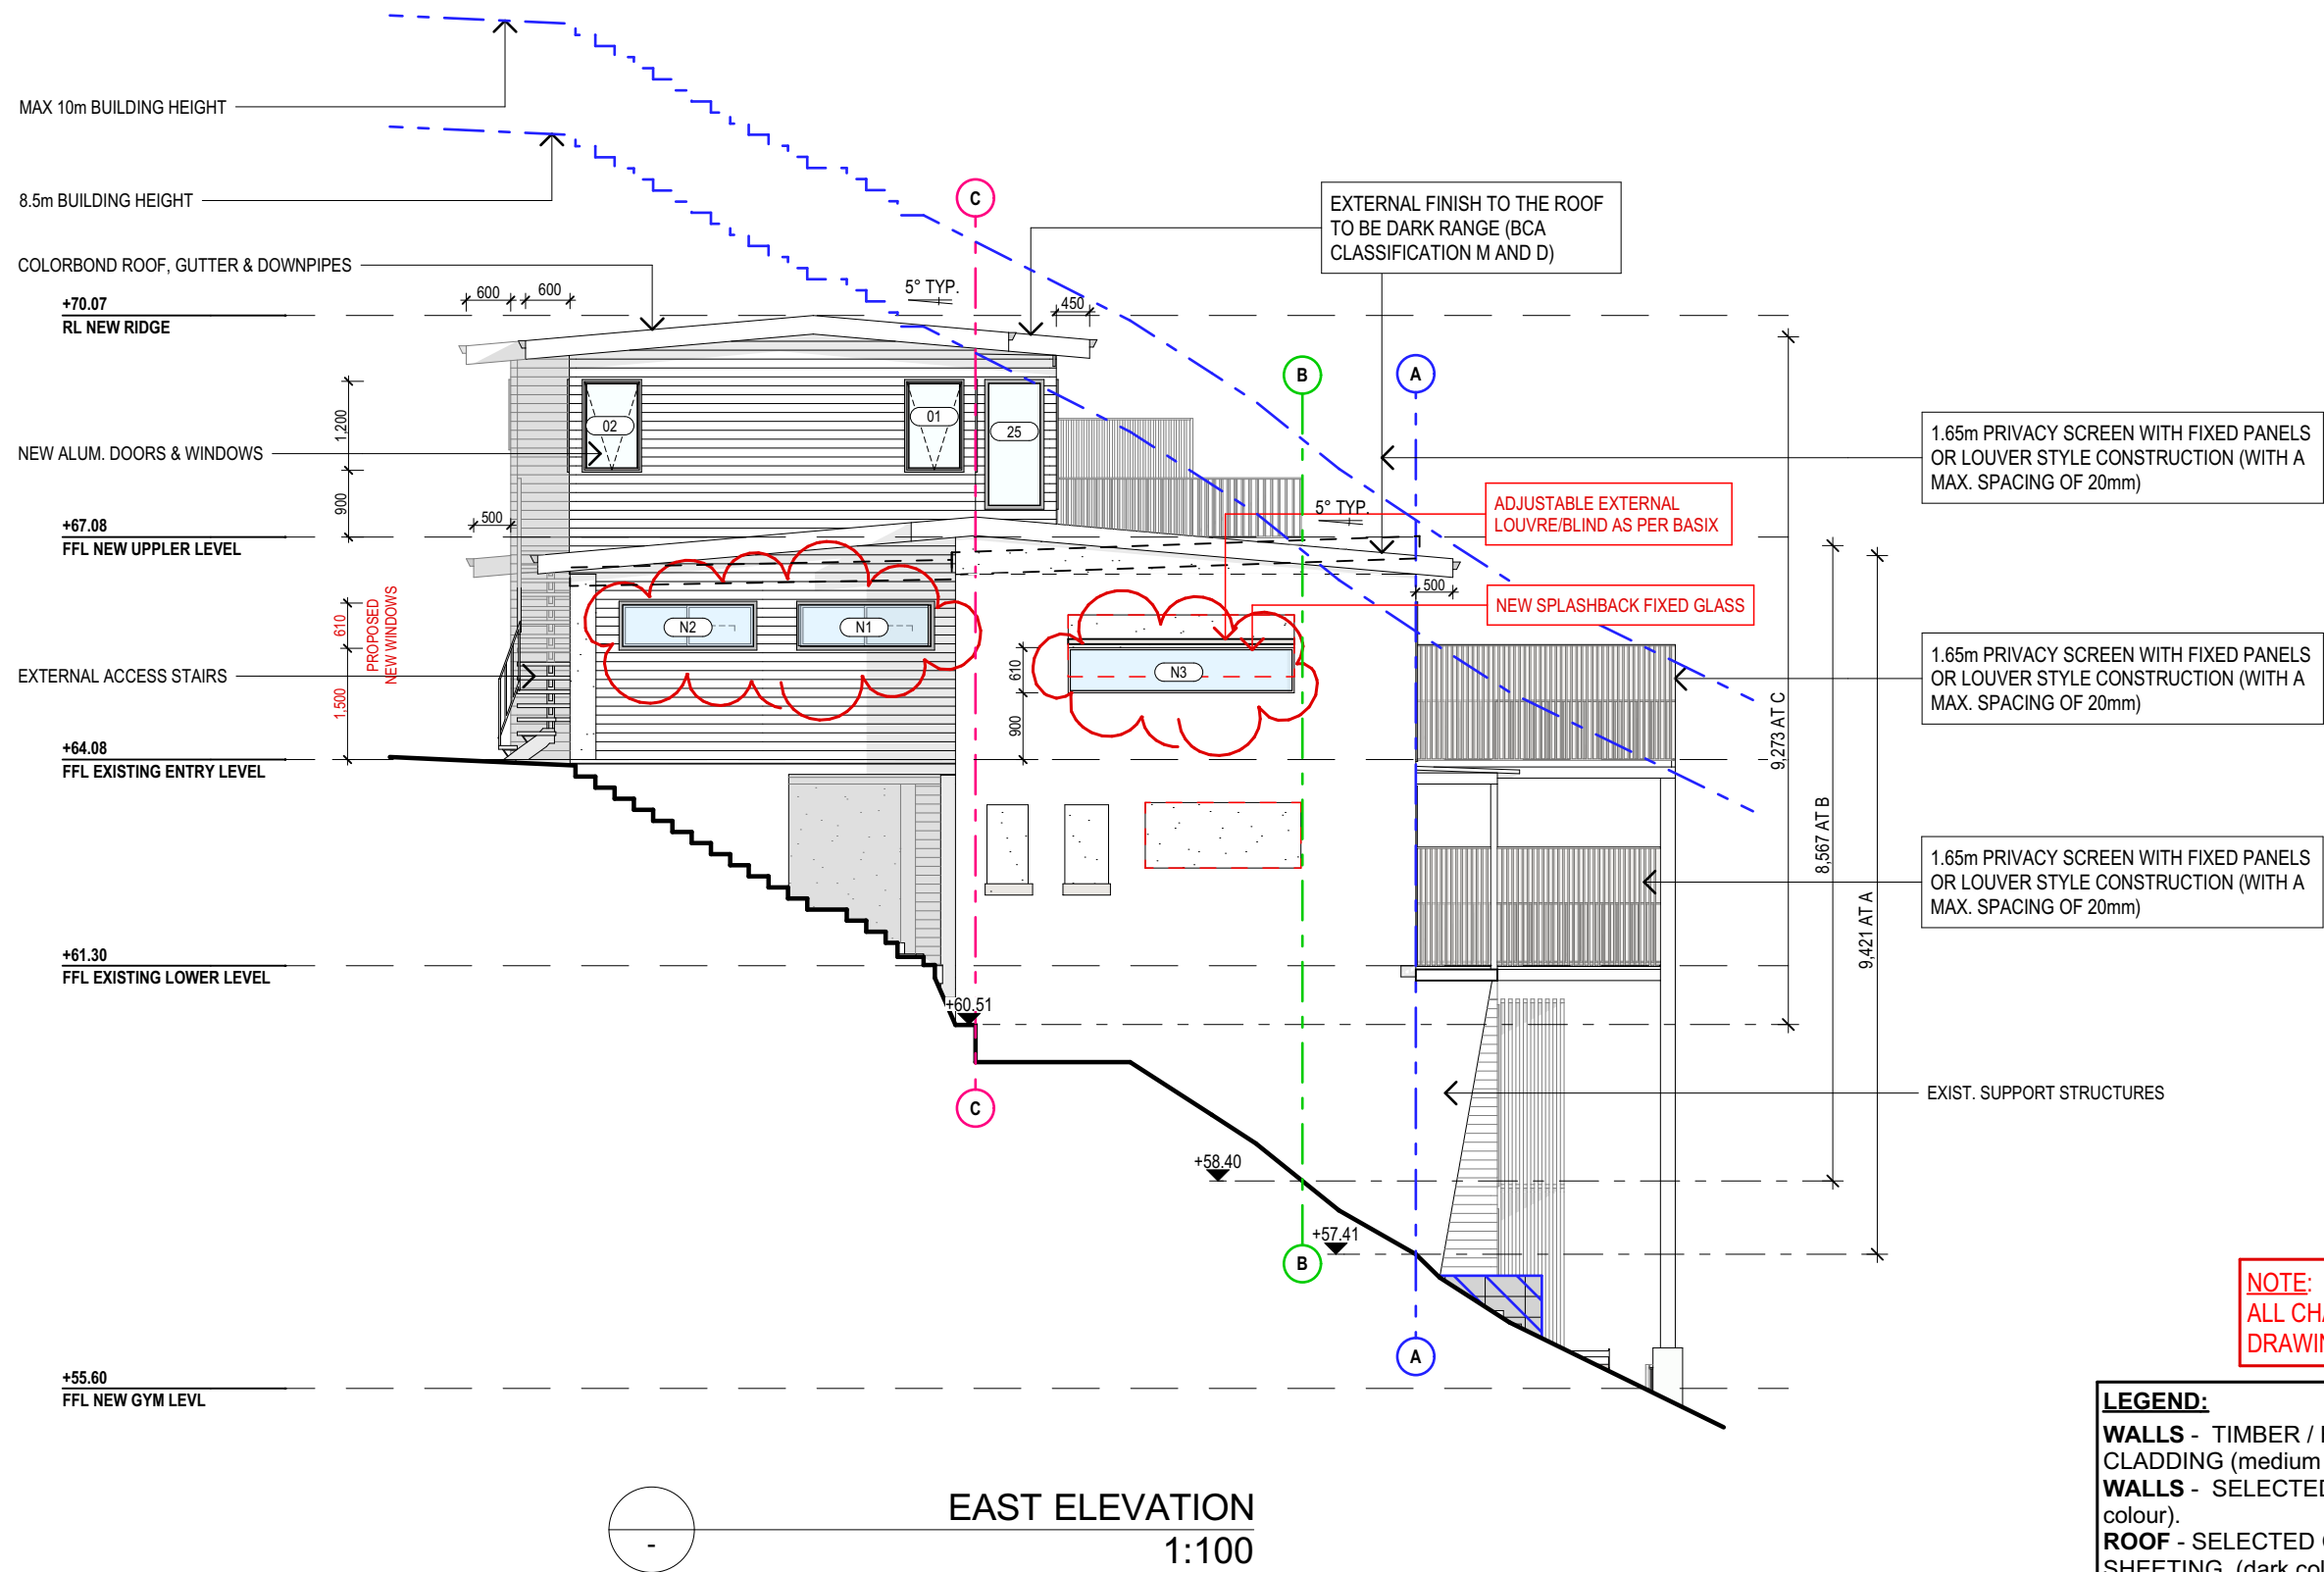 MAX 10m BUILDING HEIGHT
8.5m BUILDING HEIGHT
COLORBOND ROOF, GUTTER & DOWNPIPES
+70.07
RL NEW RIDGE
NEW ALUM. DOORS & WINDOWS
+67.08
FFL NEW UPPLER LEVEL
EXTERNAL ACCESS STAIRS
+64.08
FFL EXISTING ENTRY LEVEL
+61.30
FFL EXISTING LOWER LEVEL
+55.60
FFL NEW GYM LEVL
600
600
5° TYP.
450
1,200
900
500
610
1,500
PROPOSED
NEW WINDOWS
02
01
25
N2
N1
C
B
A
EXTERNAL FINISH TO THE ROOF
TO BE DARK RANGE (BCA
CLASSIFICATION M AND D)
5° TYP.
500
ADJUSTABLE EXTERNAL
LOUVRE/BLIND AS PER BASIX
NEW SPLASHBACK FIXED GLASS
610
900
N3
1.65m PRIVACY SCREEN WITH FIXED PANELS
OR LOUVER STYLE CONSTRUCTION (WITH A
MAX. SPACING OF 20mm)
1.65m PRIVACY SCREEN WITH FIXED PANELS
OR LOUVER STYLE CONSTRUCTION (WITH A
MAX. SPACING OF 20mm)
1.65m PRIVACY SCREEN WITH FIXED PANELS
OR LOUVER STYLE CONSTRUCTION (WITH A
MAX. SPACING OF 20mm)
9,273 AT C
8,567 AT B
9,421 AT A
+60.51
C
EXIST. SUPPORT STRUCTURES
+58.40
+57.41
B
A
NOTE:
ALL CHA
DRAWIN
LEGEND:
WALLS - TIMBER /
CLADDING (medium
WALLS - SELECTED
colour).
ROOF - SELECTED
SHEETING (dark col
EAST ELEVATION
1:100
-